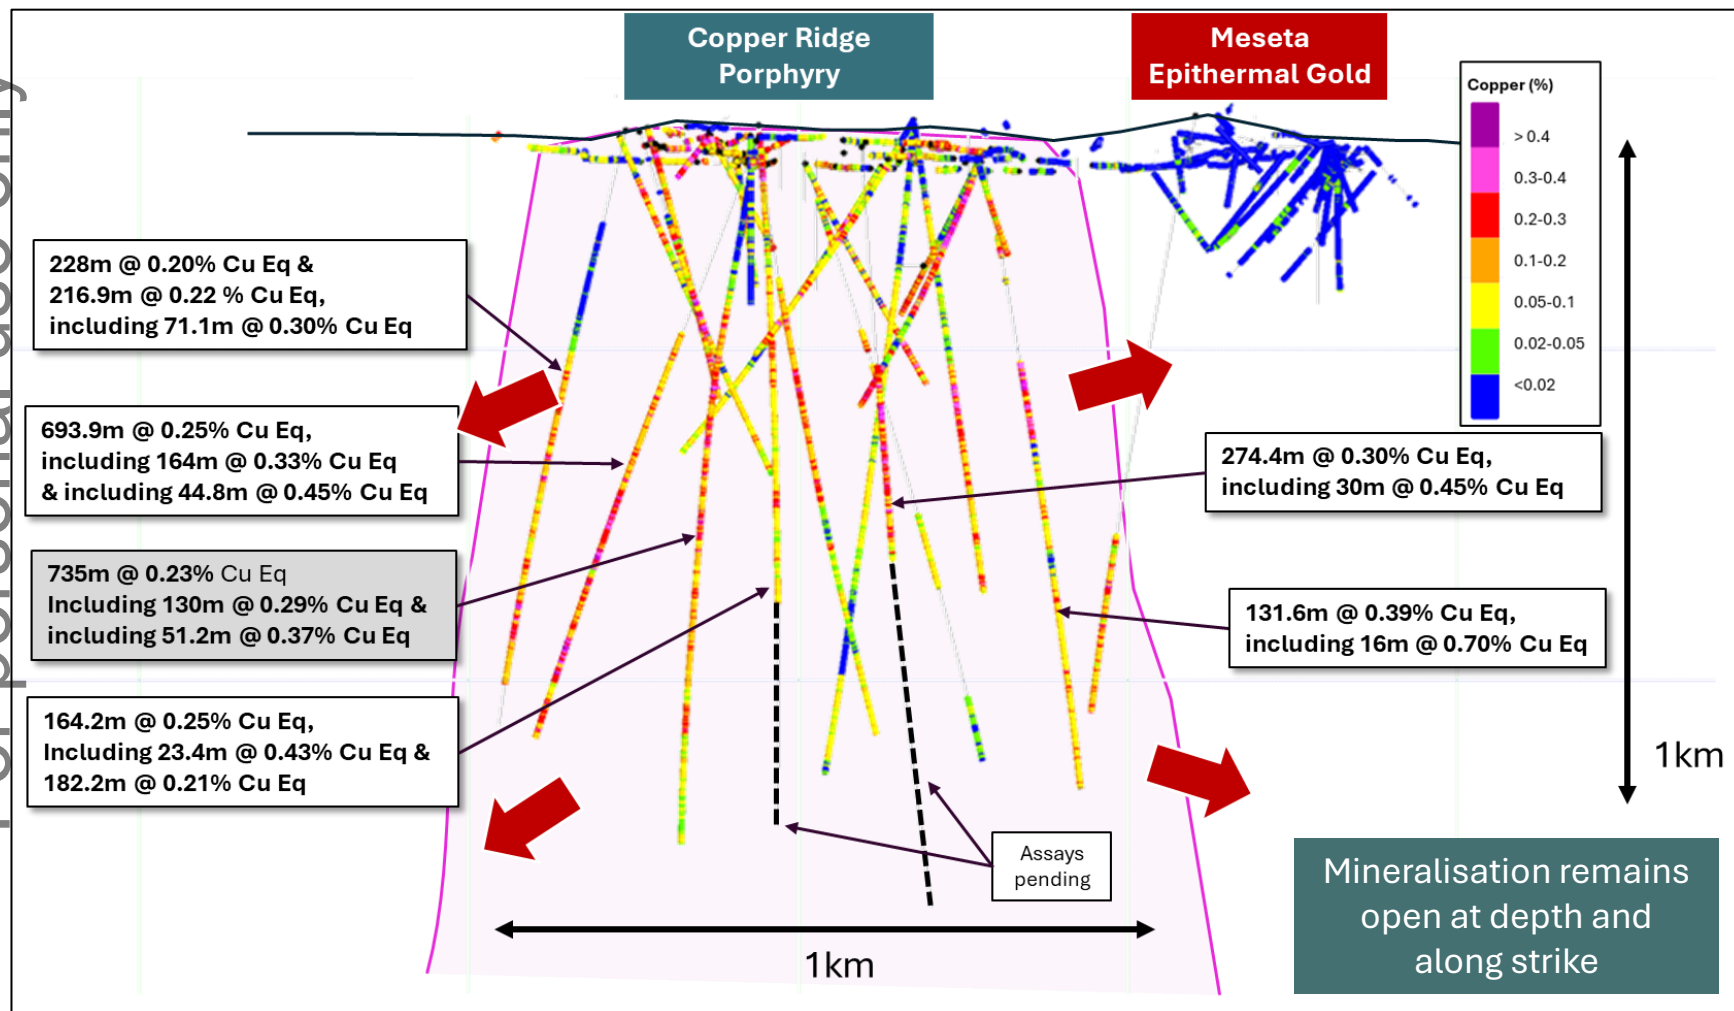 Copper Ridge
Porphyry
Meseta
Epithermal Gold
Copper (%)
> 0.4
0.3-0.4
0.2-0.3
0.1-0.2
0.05-0.1
0.02-0.05
<0.02
228m @ 0.20% Cu Eq &
216.9m @ 0.22 % Cu Eq,
including 71.1m @ 0.30% Cu Eq
693.9m @ 0.25% Cu Eq,
including 164m @ 0.33% Cu Eq
& including 44.8m @ 0.45% Cu Eq
735m @ 0.23% Cu Eq
Including 130m @ 0.29% Cu Eq &
including 51.2m @ 0.37% Cu Eq
164.2m @ 0.25% Cu Eq,
Including 23.4m @ 0.43% Cu Eq &
182.2m @ 0.21% Cu Eq
274.4m @ 0.30% Cu Eq,
including 30m @ 0.45% Cu Eq
131.6m @ 0.39% Cu Eq,
including 16m @ 0.70% Cu Eq
1km
Assays
pending
1km
Mineralisation remains
open at depth and
along strike